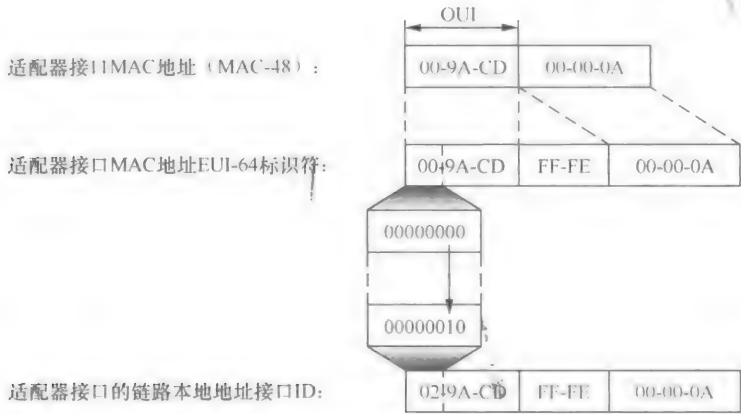 OUI
适配器接口MAC地址（MAC-48）： 00-9A-CD 00-00-0A
适配器接口MAC地址EUI-64标识符： 00-9A-CD FF-FE 00-00-0A
00000000
00000010
适配器接口的链路本地地址接口ID： 02-9A-CD FF-FE 00-00-0A